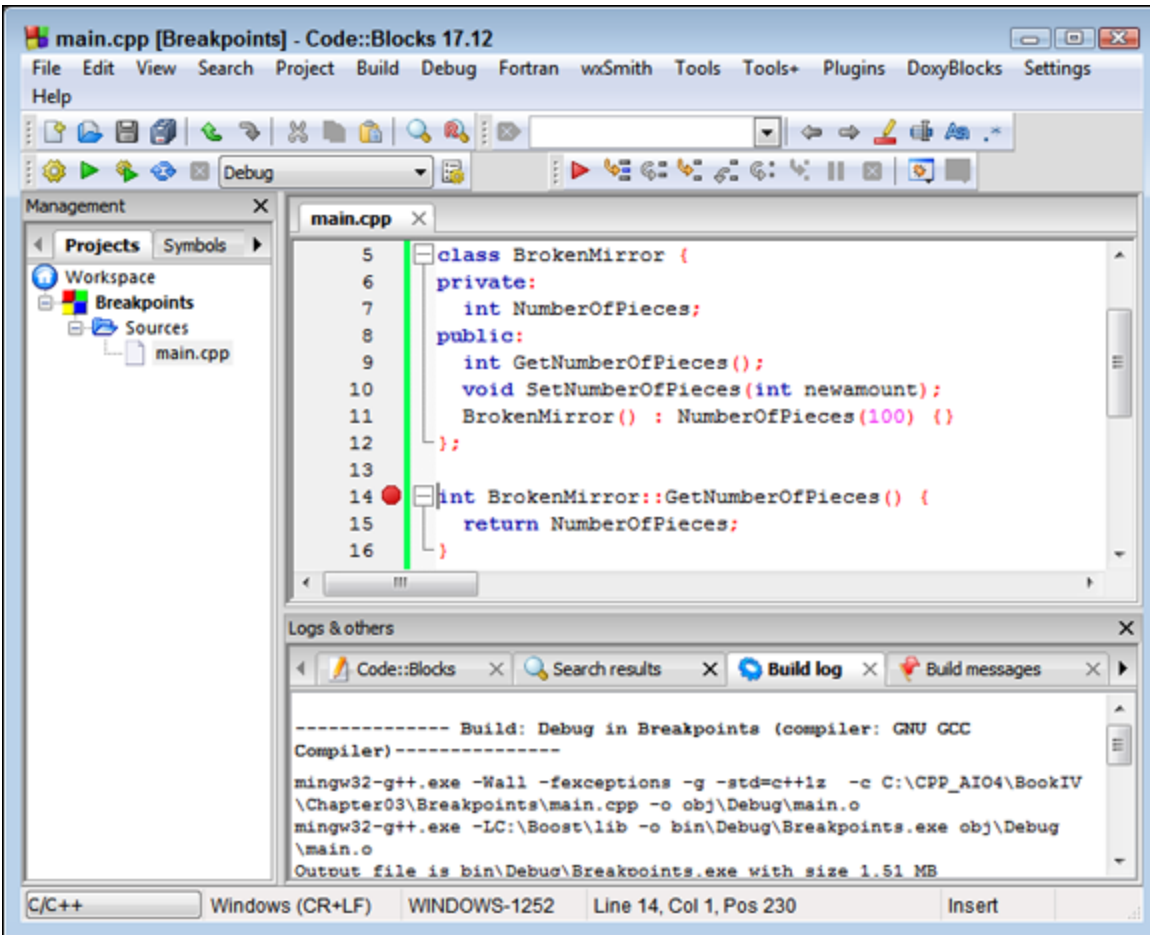 main.cpp [Breakpoints] - Code::Blocks 17.12
File Edit View Search Project Build Debug Fortran wxSmith Tools Tools+ Plugins DoxyBlocks Settings
Help
Debug
Management
Projects Symbols
Workspace
Breakpoints
Sources
main.cpp
main.cpp
5 class BrokenMirror {
6 private:
7 int NumberOfPieces;
8 public:
9 int GetNumberOfPieces();
10 void SetNumberOfPieces(int newamount);
11 BrokenMirror() : NumberOfPieces(100) {}
12 };
13
14 int BrokenMirror::GetNumberOfPieces() {
15 return NumberOfPieces;
16 }
Logs & others
Code::Blocks Search results Build log Build messages
-------------- Build: Debug in Breakpoints (compiler: GNU GCC
Compiler)---------------
mingw32-g++.exe -Wall -fexceptions -g -std=c++1z -c C:\CPP_AIO4\BookIV
\Chapter03\Breakpoints\main.cpp -o obj\Debug\main.o
mingw32-g++.exe -LC:\Boost\lib -o bin\Debug\Breakpoints.exe obj\Debug
\main.o
Output file is bin\Debug\Breakpoints.exe with size 1.51 MB
C/C++ Windows (CR+LF) WINDOWS-1252 Line 14, Col 1, Pos 230 Insert